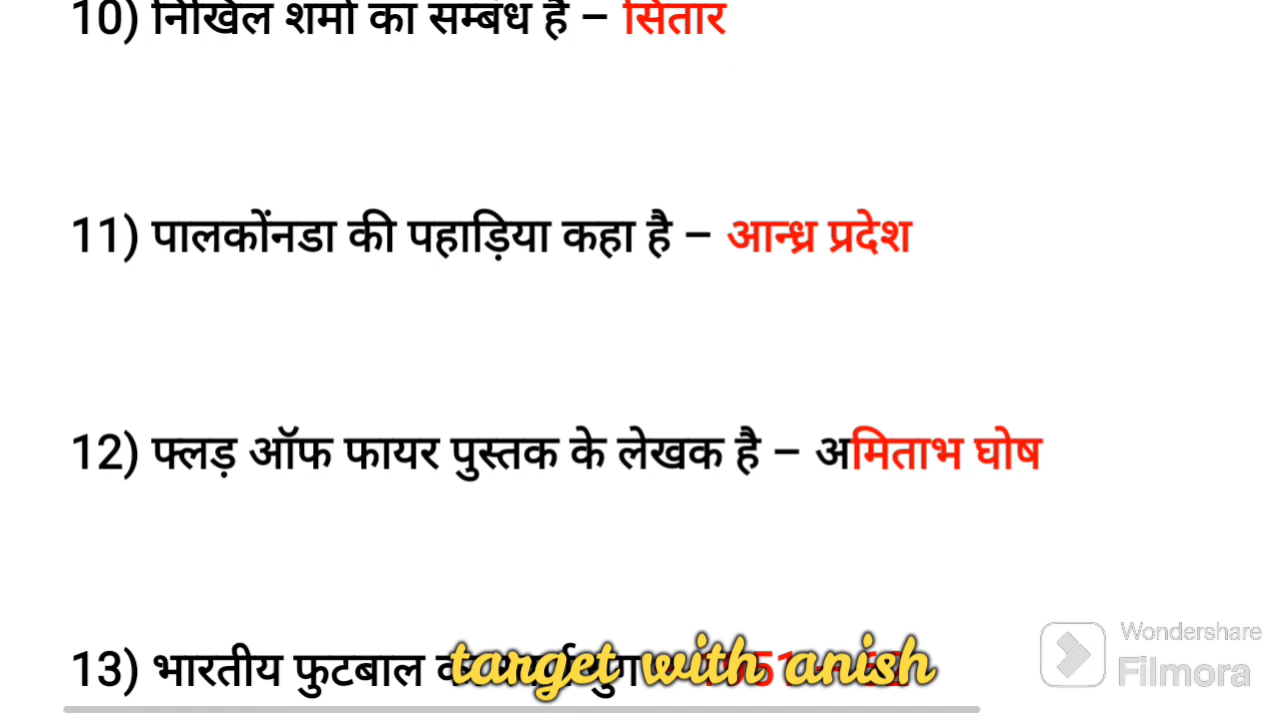 10) निखिल शर्मा का सम्बंध है – सितार
11) पालकोंनडा की पहाड़िया कहा है – आन्ध्र प्रदेश
12) फ्लड़ ऑफ फायर पुस्तक के लेखक है – अमिताभ घोष
13) भारतीय फुटबाल
target with anish
Wondershare
Filmora